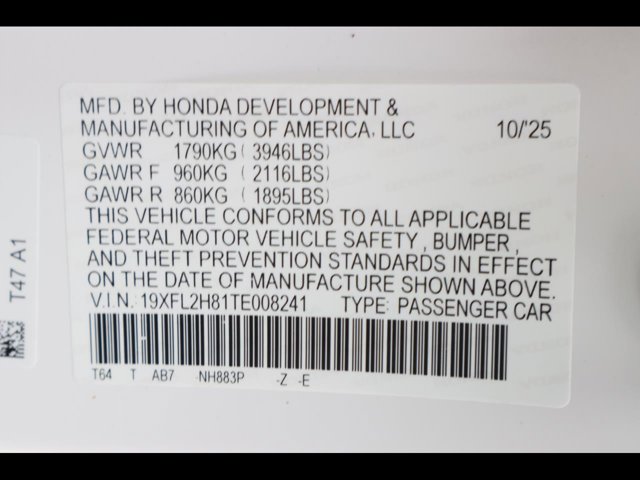 MFD. BY HONDA DEVELOPMENT &
MANUFACTURING OF AMERICA, LLC 10/'25
GVWR 1790KG ( 3946LBS)
GAWR F 960KG ( 2116LBS)
GAWR R 860KG ( 1895LBS)
THIS VEHICLE CONFORMS TO ALL APPLICABLE
FEDERAL MOTOR VEHICLE SAFETY , BUMPER ,
AND THEFT PREVENTION STANDARDS IN EFFECT
ON THE DATE OF MANUFACTURE SHOWN ABOVE.
V.I.N.: 19XFL2H81TE008241 TYPE: PASSENGER CAR
T64 T AB7 NH883P -Z -E
T47 A1